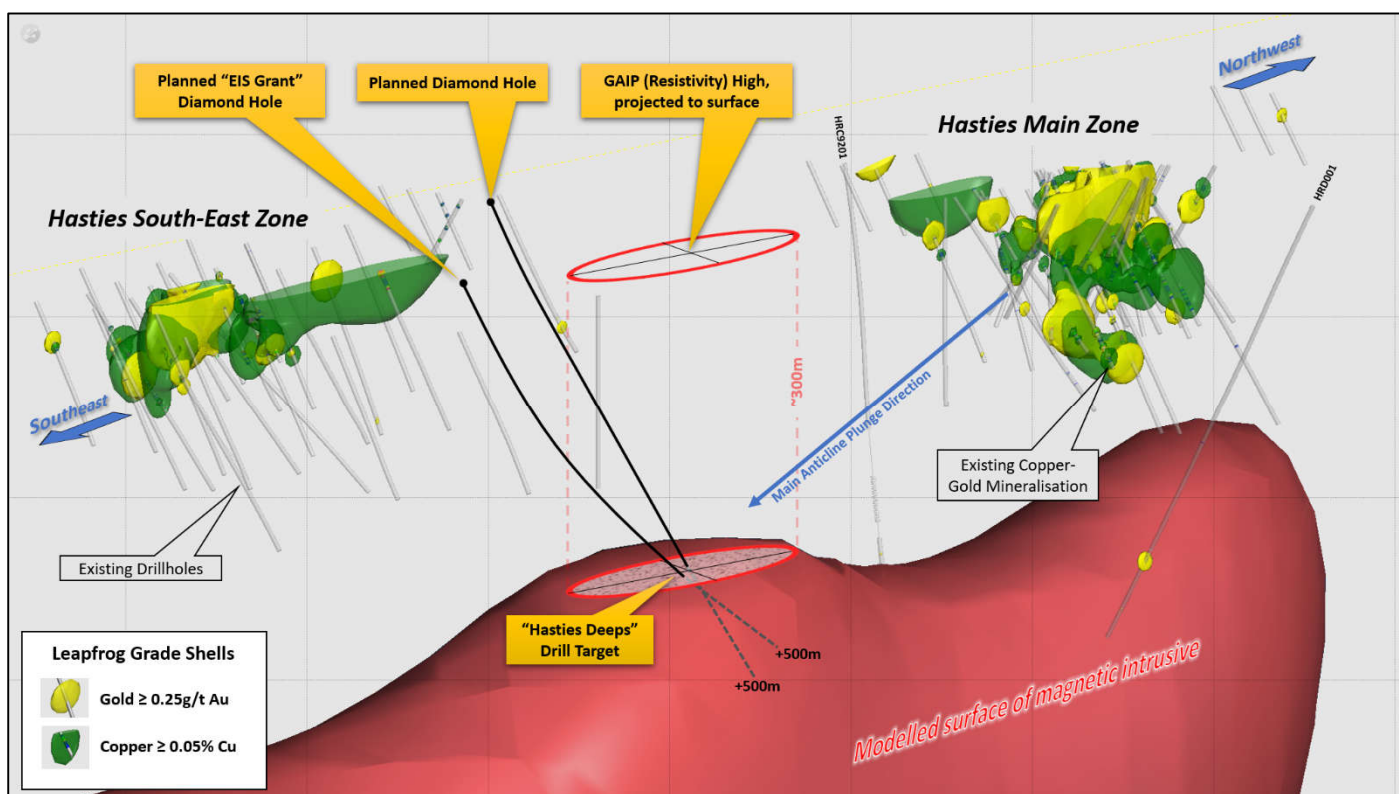 Planned “EIS Grant”
Diamond Hole
Planned Diamond Hole
GAIP (Resistivity) High,
projected to surface
Northwest
HRC9201
Hasties Main Zone
HRD001
Hasties South-East Zone
~300m
Southeast
Main Anticline Plunge Direction
Existing Copper-
Gold Mineralisation
Existing Drillholes
“Hasties Deeps”
Drill Target
+500m
+500m
Modelled surface of magnetic intrusive
Leapfrog Grade Shells
Gold ≥ 0.25g/t Au
Copper ≥ 0.05% Cu